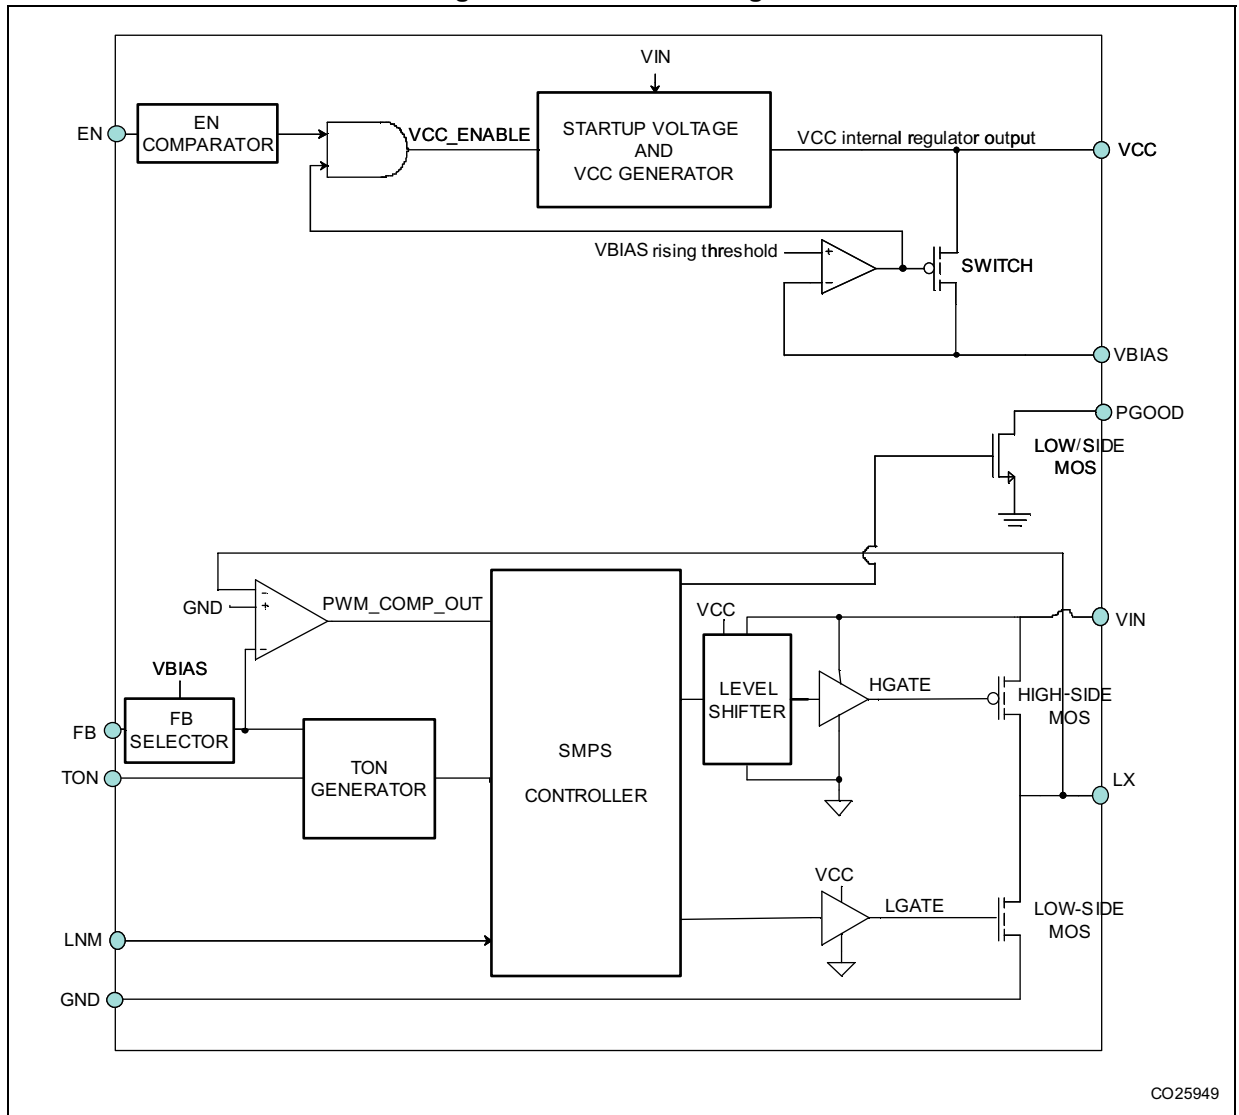 VIN
EN
EN
COMPARATOR
VCC_ENABLE
STARTUP VOLTAGE
AND
VCC GENERATOR
VCC internal regulator output
VCC
VBIAS rising threshold
+
-
SWITCH
VBIAS
PGOOD
LOW/SIDE
MOS
-
GND
+
-
PWM_COMP_OUT
VBIAS
FB
FB
SELECTOR
TON
TON
GENERATOR
SMPS
CONTROLLER
VCC
LEVEL
SHIFTER
HGATE
VIN
HIGH-SIDE
MOS
LX
VCC
LGATE
LOW-SIDE
MOS
LNM
GND
CO25949